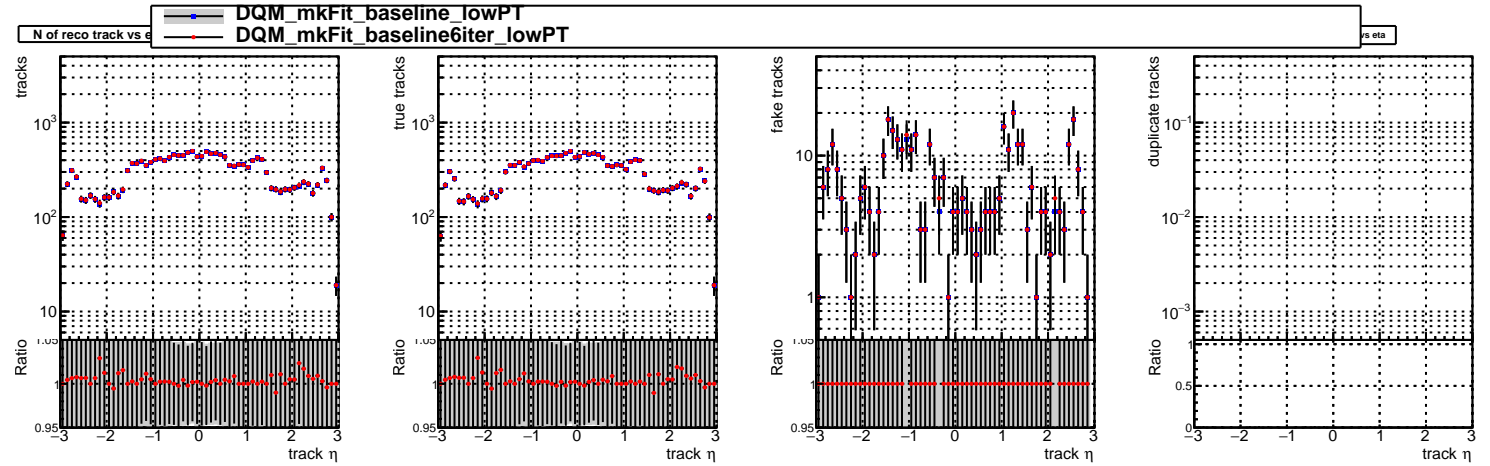 DQM_mkFit_baseline_lowPT
DQM_mkFit_baseline6iter_lowPT
N of reco track vs e
vs eta
tracks
10³
10²
10
Ratio
1.05
1
0.95
−3 −2 −1 0 1 2 3
track η
true tracks
10³
10²
10
Ratio
1.05
1
0.95
−3 −2 −1 0 1 2 3
track η
fake tracks
10
1
Ratio
1.05
1
0.95
−3 −2 −1 0 1 2 3
track η
duplicate tracks
10⁻¹
10⁻²
10⁻³
Ratio
1
0.5
0
−3 −2 −1 0 1 2 3
track η